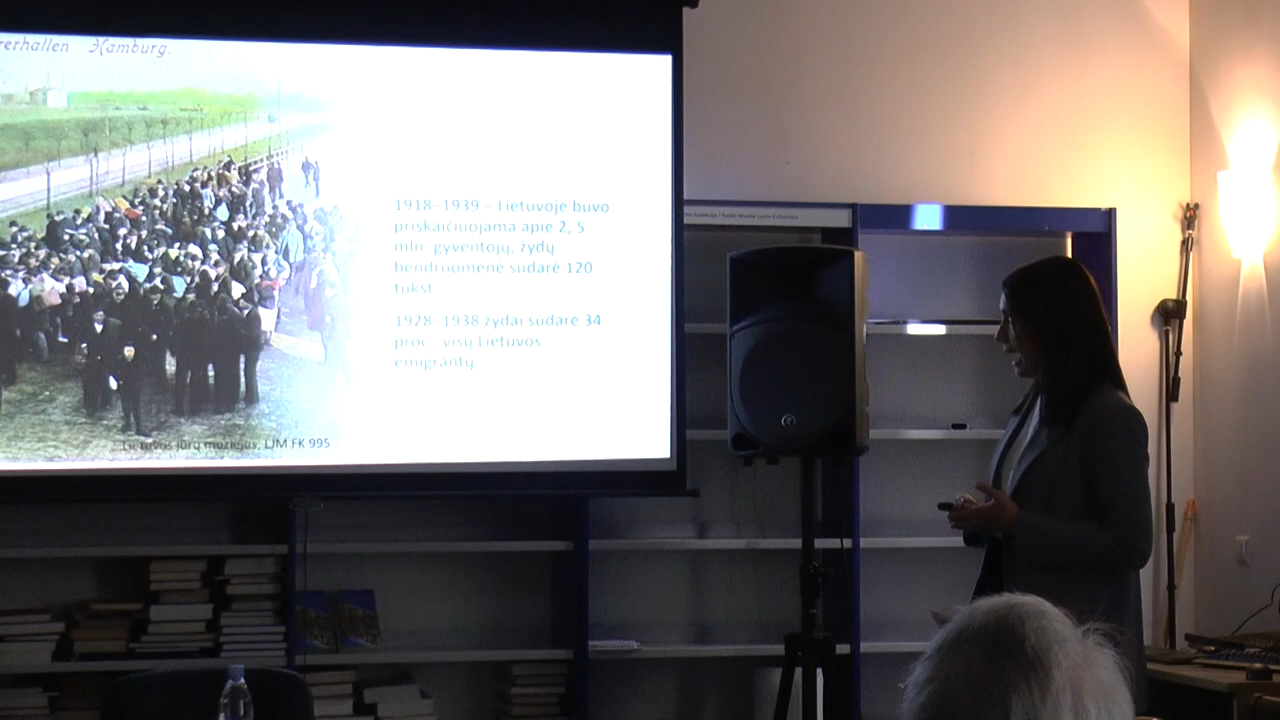 Hamburg.
1918–1939 – Lietuvoje buvo
priskaičiuojama apie 2, 5
mln. gyventojų, žydų
bendruomenė sudarė 120
tūkst.
1928–1938 žydai sudarė 34
proc. visų Lietuvos
emigrantų.
Lietuvos jūrų muziejus, LJM FK 995